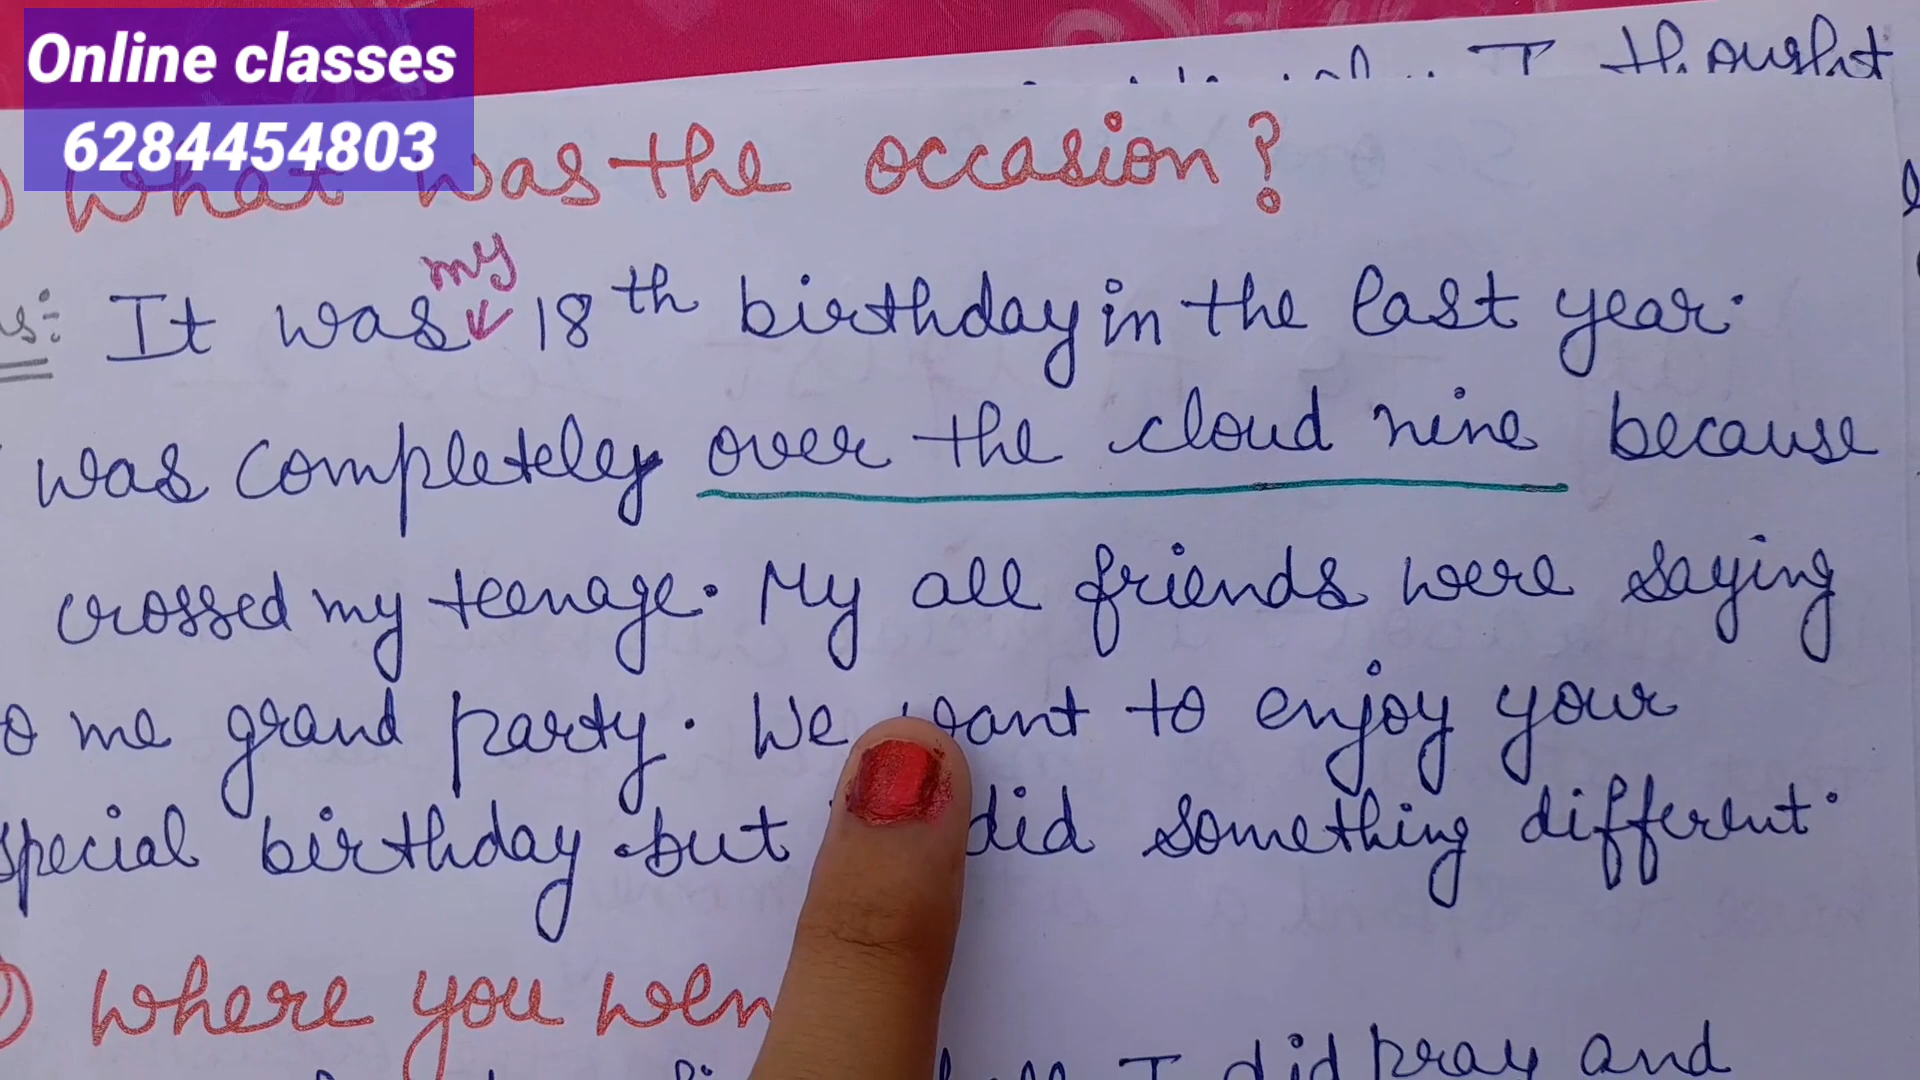 Online classes
6284454803
I thought
) What was the occasion?
It was my 18th birthday in the last year.
was completely over the cloud nine because
crossed my teenage. My all friends were saying
me grand party. We want to enjoy your
special birthday. but did something different.
) Where you
I did pray and